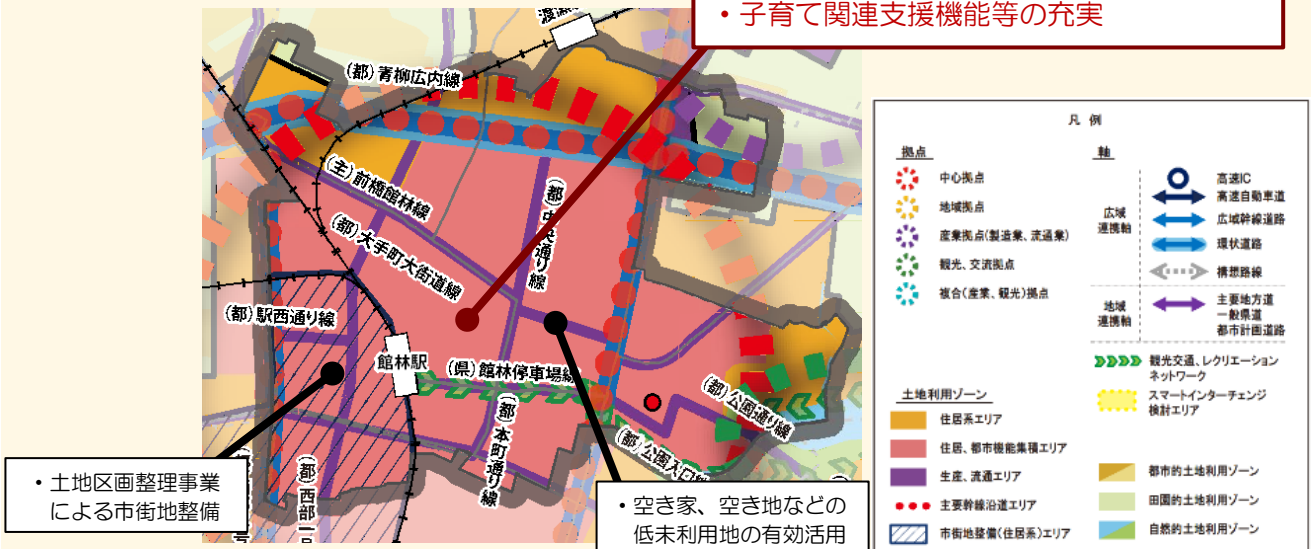 ・子育て関連支援機能等の充実
渡瀬
(都)青柳広内線
(主)前橋館林線
(都)中央通り線
(都)大手町大街道線
(都)駅西通り線
館林駅
(県)館林停車場線
(都)公園通り線
(都)本町通り線
(都)公園入口線
(都)西部一号
号
・土地区画整理事業
による市街地整備
・空き家、空き地などの
低未利用地の有効活用
凡 例
拠点
中心拠点
地域拠点
産業拠点(製造業、流通業)
観光、交流拠点
複合(産業、観光)拠点
軸
広域
連携軸
高速IC
高速自動車道
広域幹線道路
環状道路
構想路線
地域
連携軸
主要地方道
一般県道
都市計画道路
観光交通、レクリエーション
ネットワーク
スマートインターチェンジ
検討エリア
土地利用ゾーン
住居系エリア
住居、都市機能集積エリア
生産、流通エリア
主要幹線沿道エリア
市街地整備(住居系)エリア
都市的土地利用ゾーン
田園的土地利用ゾーン
自然的土地利用ゾーン